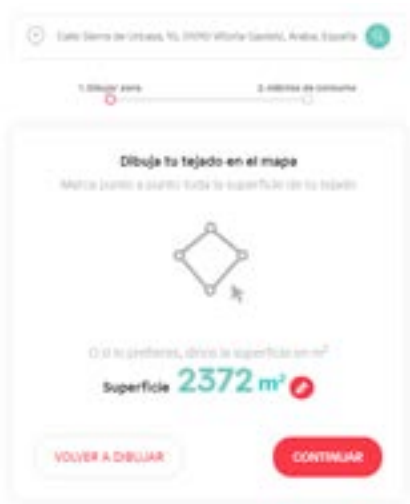 Calle Sierra de Urbasa, 10, 01010 Vitoria-Gasteiz, Araba, España
1. Dibujar zona
2. Hábitos de consumo
Dibuja tu tejado en el mapa
Marca punto a punto toda la superficie de tu tejado
O si lo prefieres, dinos la superficie en m²
Superficie 2372 m²
VOLVER A DIBUJAR
CONTINUAR